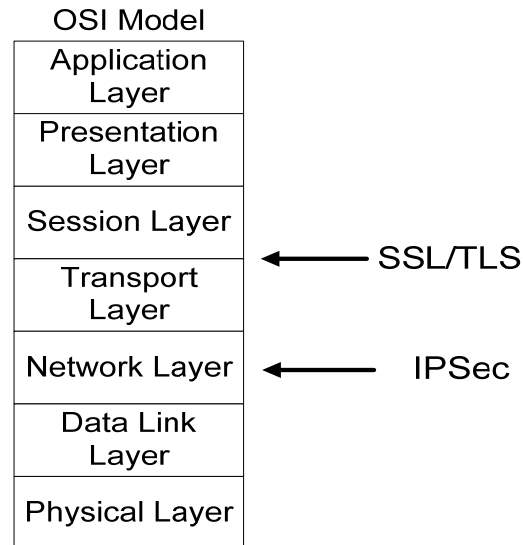 OSI Model
Application
Layer
Presentation
Layer
Session Layer
SSL/TLS
Transport
Layer
Network Layer
IPSec
Data Link
Layer
Physical Layer